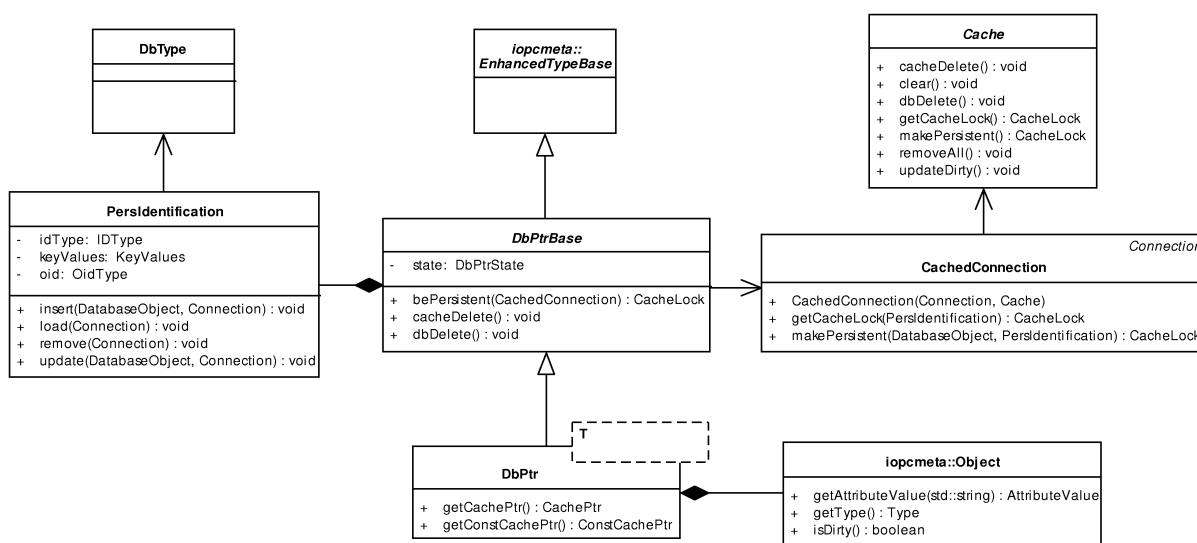 DbType
iopcmeta::
EnhancedTypeBase
Cache
+ cacheDelete() : void
+ clear() : void
+ dbDelete() : void
+ getCacheLock() : CacheLock
+ makePersistent() : CacheLock
+ removeAll() : void
+ updateDirty() : void
PersIdentification
- idType: IDType
- keyValues: KeyValues
- oid: OidType
+ insert(DatabaseObject, Connection) : void
+ load(Connection) : void
+ remove(Connection) : void
+ update(DatabaseObject, Connection) : void
DbPtrBase
- state: DbPtrState
+ bePersistent(CachedConnection) : CacheLock
+ cacheDelete() : void
+ dbDelete() : void
Connection
CachedConnection
+ CachedConnection(Connection, Cache)
+ getCacheLock(PersIdentification) : CacheLock
+ makePersistent(DatabaseObject, PersIdentification) : CacheLock
T
DbPtr
+ getCachePtr() : CachePtr
+ getConstCachePtr() : ConstCachePtr
iopcmeta::Object
+ getAttributeValue(std::string) : AttributeValue
+ getType() : Type
+ isDirty() : boolean